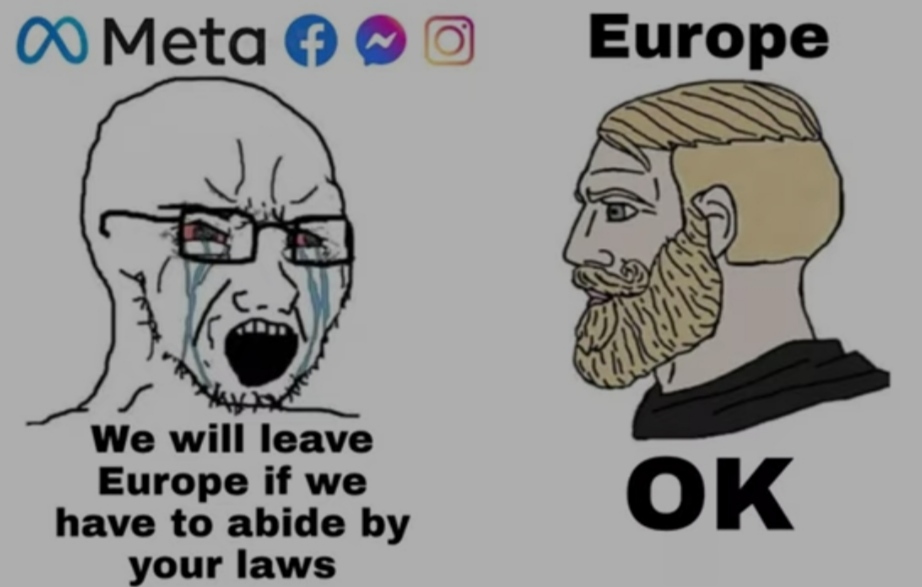 Meta
Europe
We will leave
Europe if we
have to abide by
your laws
OK